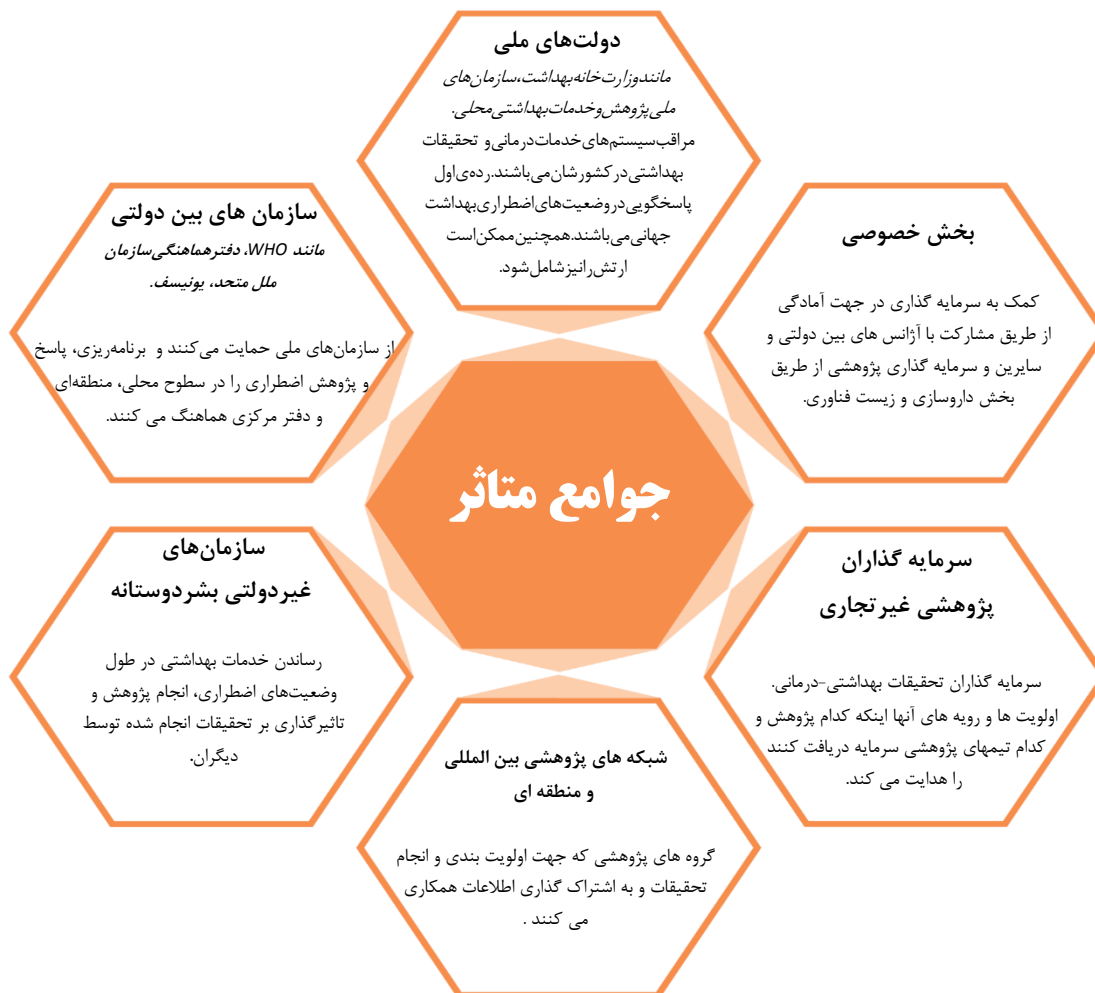 دولت‌های ملی
مانندوزارت‌خانه‌بهداشت،سازمان‌های
ملی‌پژوهش‌وخدمات‌بهداشتی‌محلی.
مراقب‌سیستم‌های‌خدمات‌درمانی‌و تحقیقات
بهداشتی‌در‌کشورشان‌می‌باشند.رده‌ی‌اول
پاسخگویی‌در‌وضعیت‌های‌اضطراری‌بهداشت
جهانی‌می‌باشند.همچنین‌ممکن‌است
ارتش‌رانیز‌شامل‌شود.
بخش خصوصی
کمک به سرمایه گذاری در جهت آمادگی
از طریق مشارکت با آژانس های بین دولتی و
سایرین و سرمایه گذاری پژوهشی از طریق
بخش داروسازی و زیست فناوری.
سازمان های بین دولتی
مانند WHO، دفترهماهنگی‌سازمان
ملل متحد، یونیسف.
از سازمان‌های ملی حمایت می‌کنند و برنامه‌ریزی، پاسخ
و پژوهش اضطراری را در سطوح محلی، منطقه‌ای
و دفتر مرکزی هماهنگ می کنند.
جوامع متاثر
سرمایه گذاران
پژوهشی غیرتجاری
سرمایه گذاران تحقیقات بهداشتی-درمانی.
اولویت ها و رویه های آنها اینکه کدام پژوهش و
کدام تیمهای پژوهشی سرمایه دریافت کنند
را هدایت می کند.
سازمان‌های
غیردولتی بشردوستانه
رساندن خدمات بهداشتی در طول
وضعیت‌های اضطراری، انجام پژوهش و
تاثیرگذاری بر تحقیقات انجام شده توسط
دیگران.
شبکه های پژوهشی بین المللی
و منطقه ای
گروه های پژوهشی که جهت اولویت بندی و انجام
تحقیقات و به اشتراک گذاری اطلاعات همکاری
می کنند .